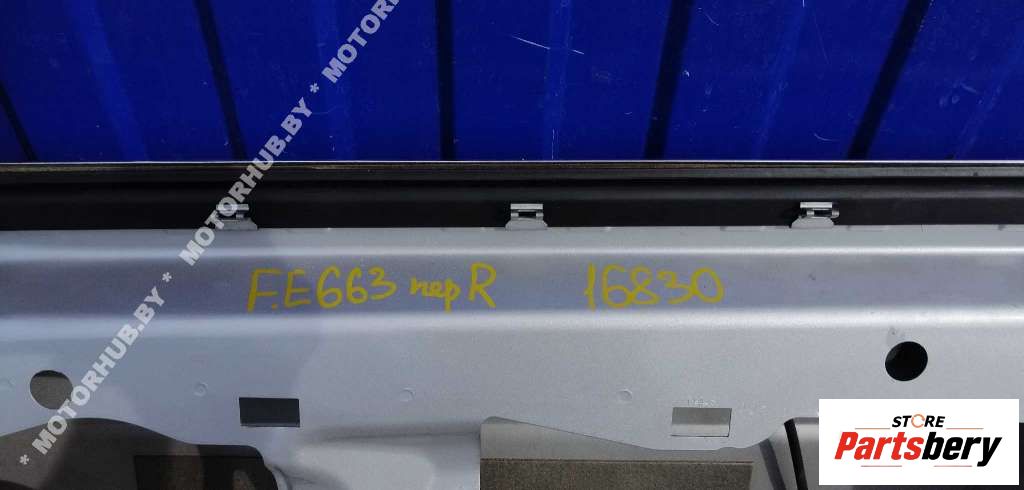 * MOTORHUB.BY * MOTORHUB.BY * MOTORHUB.BY
F.E663 пер R 16830
STORE
Partsbery